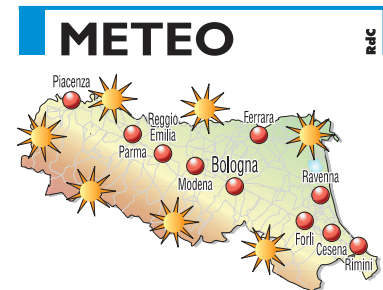 METEO
RdC
Piacenza
Reggio
Emilia
Ferrara
Parma
Bologna
Modena
Ravenna
Forlì
Cesena
Rimini